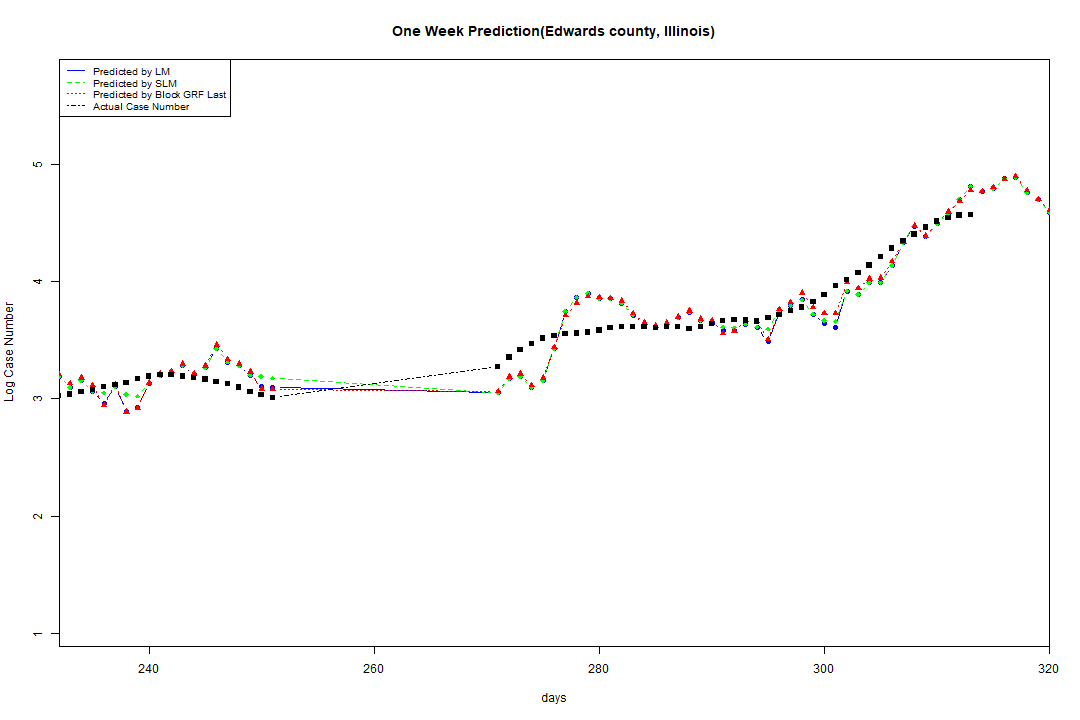 One Week Prediction(Edwards county, Illinois)
Predicted by LM
Predicted by SLM
Predicted by Block GRF Last
Actual Case Number
5
4
3
2
1
Log Case Number
240 260 280 300 320
days